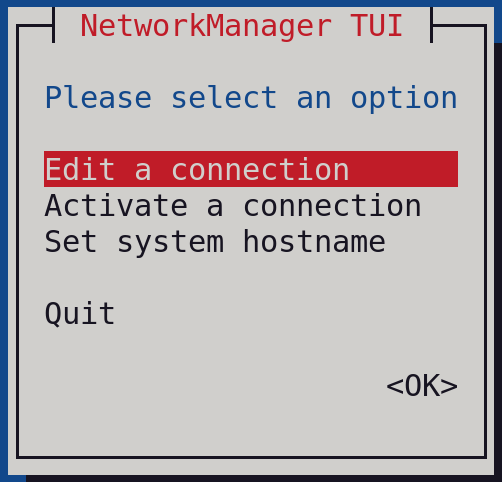 NetworkManager TUI
Please select an option
Edit a connection
Activate a connection
Set system hostname
Quit
<OK>